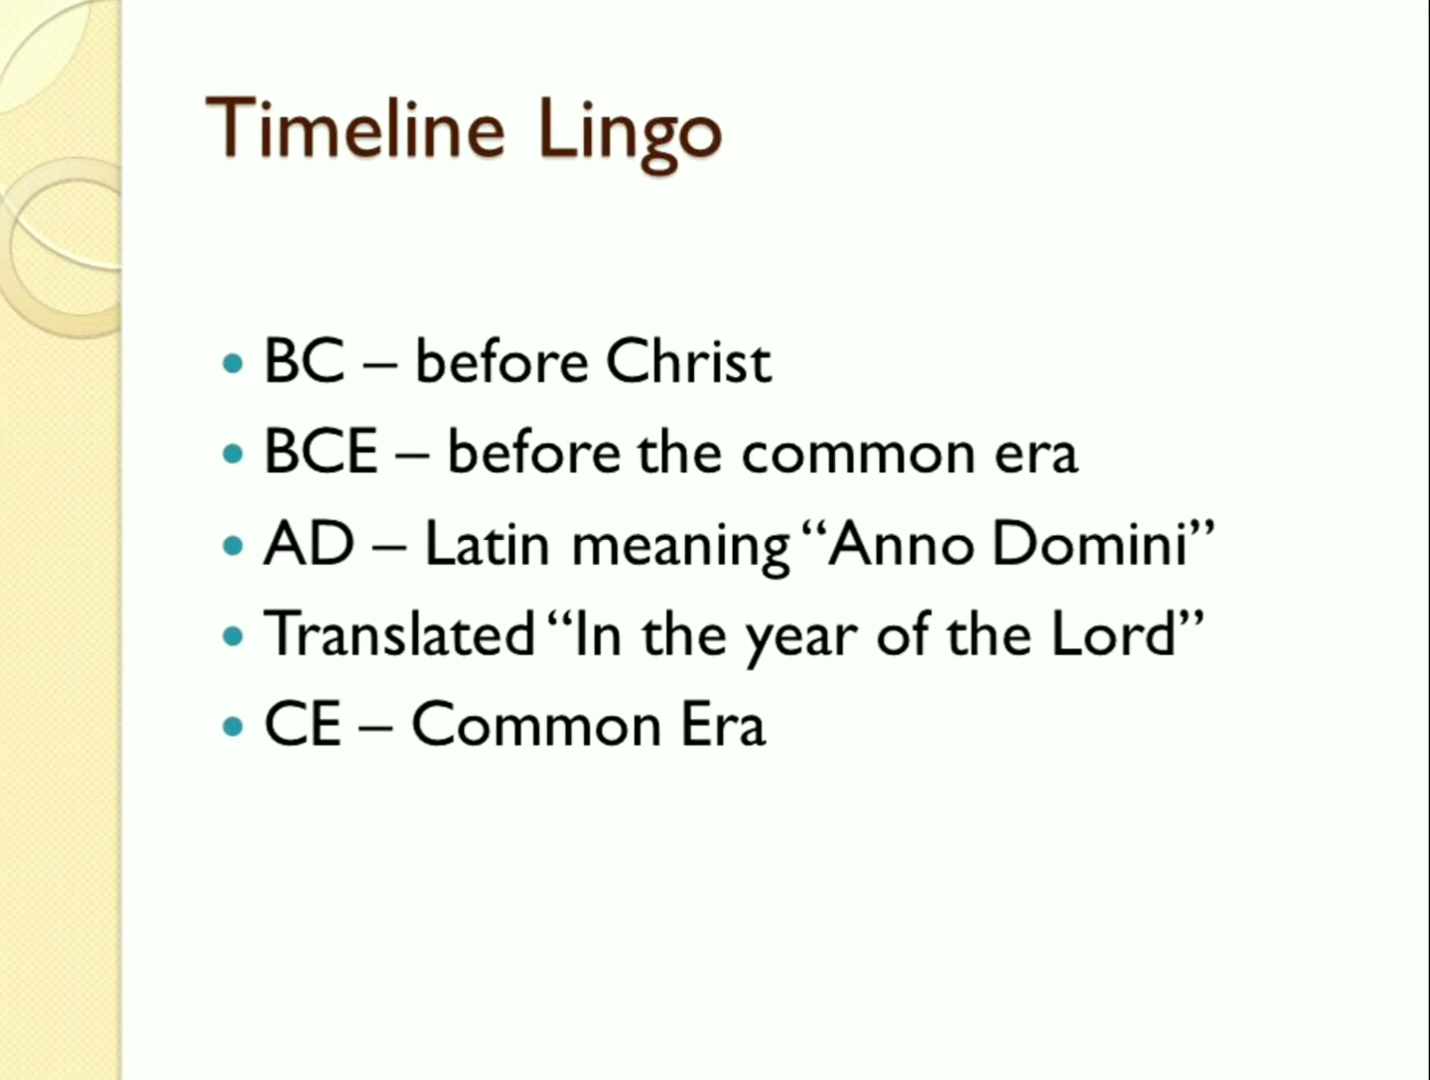 Timeline Lingo
• BC – before Christ
• BCE – before the common era
• AD – Latin meaning “Anno Domini”
• Translated “In the year of the Lord”
• CE – Common Era